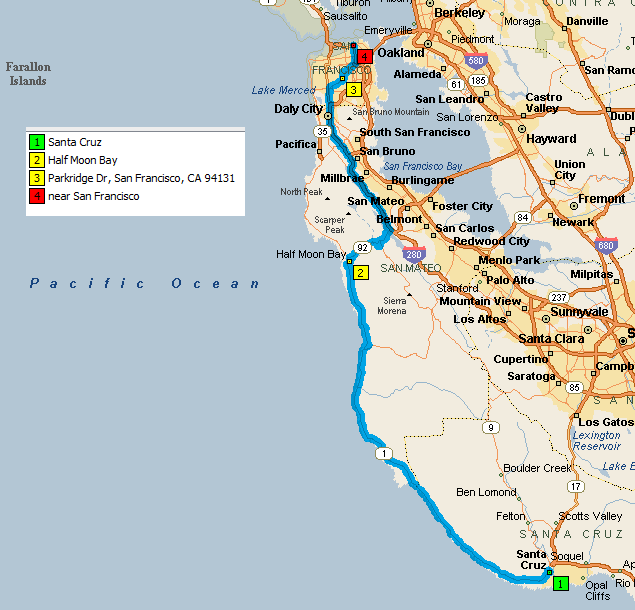 Tiburon
Sausalito
Berkeley
Emeryville
Moraga
Danville
Piedmont
SAN
FRANCISCO
4
Oakland
Farallon
Islands
580
San Ramo
Alameda
61
185
Lake Merced
3
San Leandro
Castro
Valley
Daly City
San Bruno Mountain
San Lorenzo
Dubl
35
South San Francisco
Hayward
Pacifica
San Bruno
A L A
1 Santa Cruz
2 Half Moon Bay
3 Parkridge Dr, San Francisco, CA 94131
4 near San Francisco
San Francisco Bay
Union
City
Millbrae
Burlingame
North Peak
San Mateo
Foster City
Fremont
Scarper
Peak
Belmont
84
Newark
San Carlos
92
Redwood City
680
Half Moon Bay
280
Menlo Park
2
SAN MATEO
Palo Alto
Milpitas
Pacific Ocean
Stanford
Sierra
Morena
Mountain View
237
Los Altos
Sunnyvale
Santa Clara
S
Cupertino
Campb
Saratoga
85
S A N
9
Los Gatos
Lexington
Reservoir
1
Boulder Creek
Lake E
17
Ben Lomond
Felton
Scotts Valley
SANTA CRUZ
Santa
Cruz
Soquel
Ap
1
Opal
Cliffs
Rio